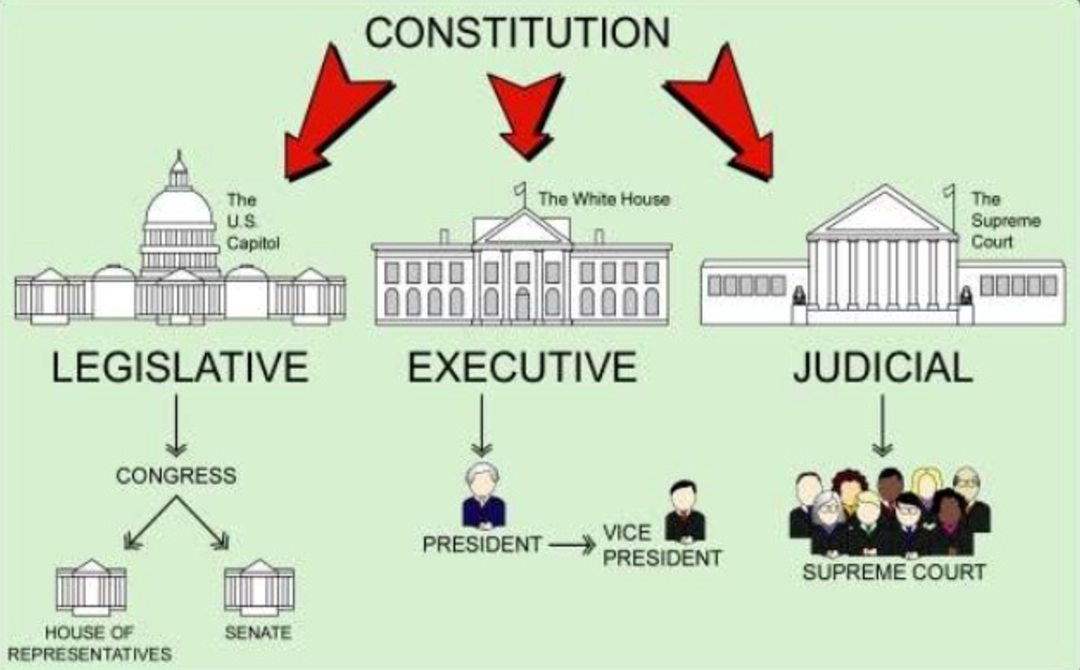 CONSTITUTION
The
U.S.
Capitol
The White House
The
Supreme
Court
LEGISLATIVE
EXECUTIVE
JUDICIAL
CONGRESS
PRESIDENT
VICE
PRESIDENT
SUPREME COURT
HOUSE OF
REPRESENTATIVES
SENATE